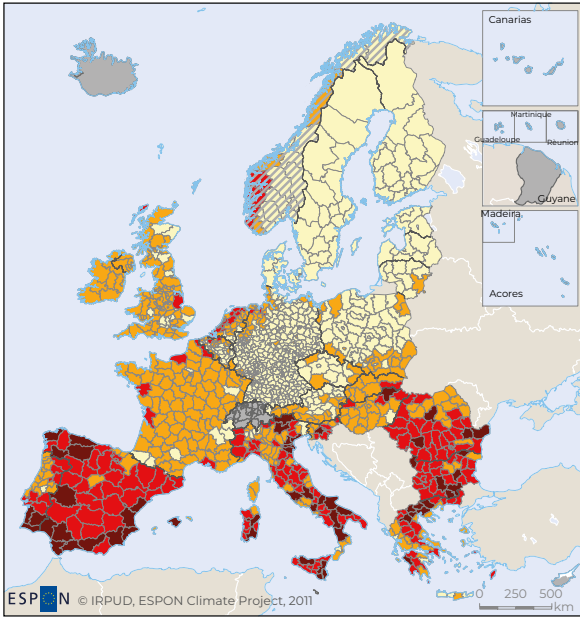 Canarias
Martinique
Guadeloupe
Réunion
Guyane
Madeira
Acores
ESPON © IRPUD, ESPON Climate Project, 2011
0 250 500
km